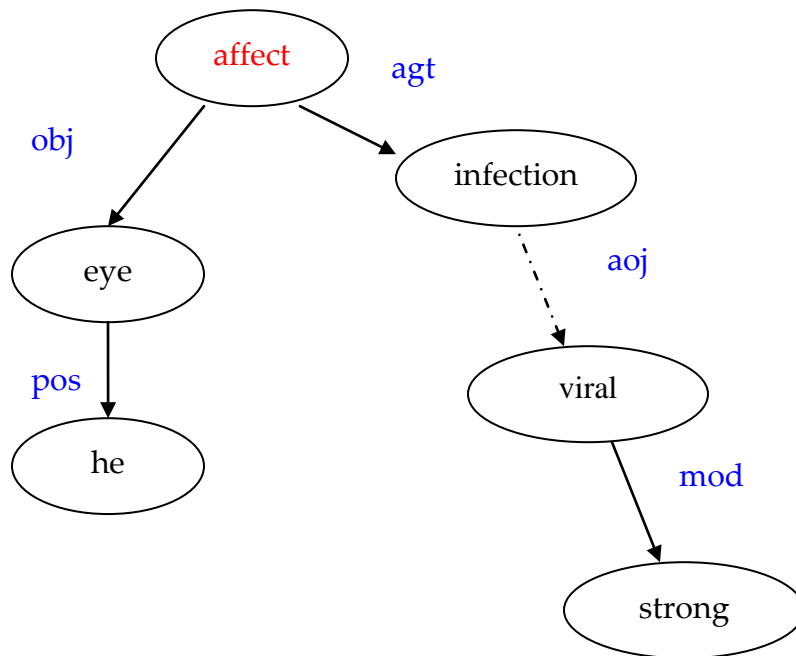 affect
agt
obj
infection
eye
aoj
pos
viral
he
mod
strong